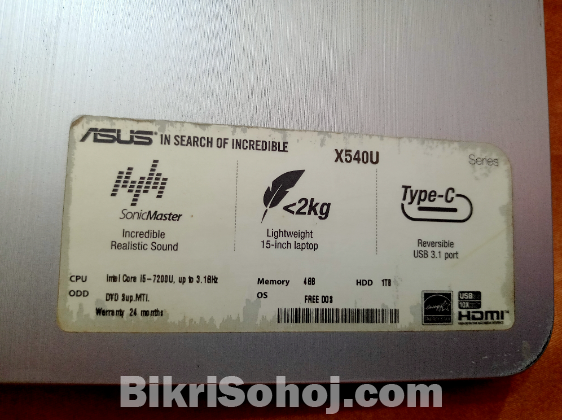 ASUS IN SEARCH OF INCREDIBLE
X540U
Series
SonicMaster
Incredible
Realistic Sound
<2kg
Lightweight
15-inch laptop
Type-C
Reversible
USB 3.1 port
CPU Intel Core i5-7200U, up to 3.1GHz
Memory 4GB
HDD 1TB
ODD DVD Sup.MTI.
OS FREE DOS
Warranty 24 months
USB
HDMI
BikriSohoj.com